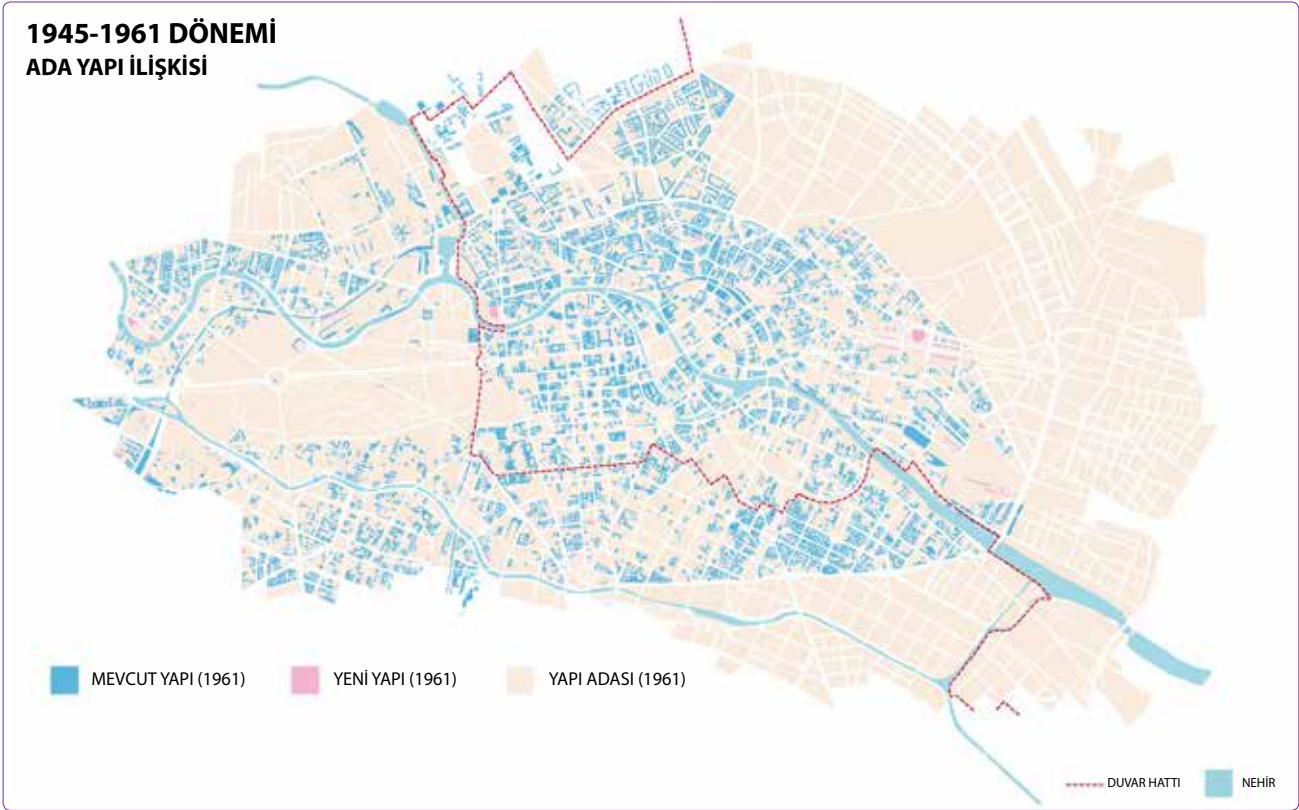 1945-1961 DÖNEMİ
ADA YAPI İLİŞKİSİ
MEVCUT YAPI (1961)
YENİ YAPI (1961)
YAPI ADASI (1961)
DUVAR HATTI
NEHİR